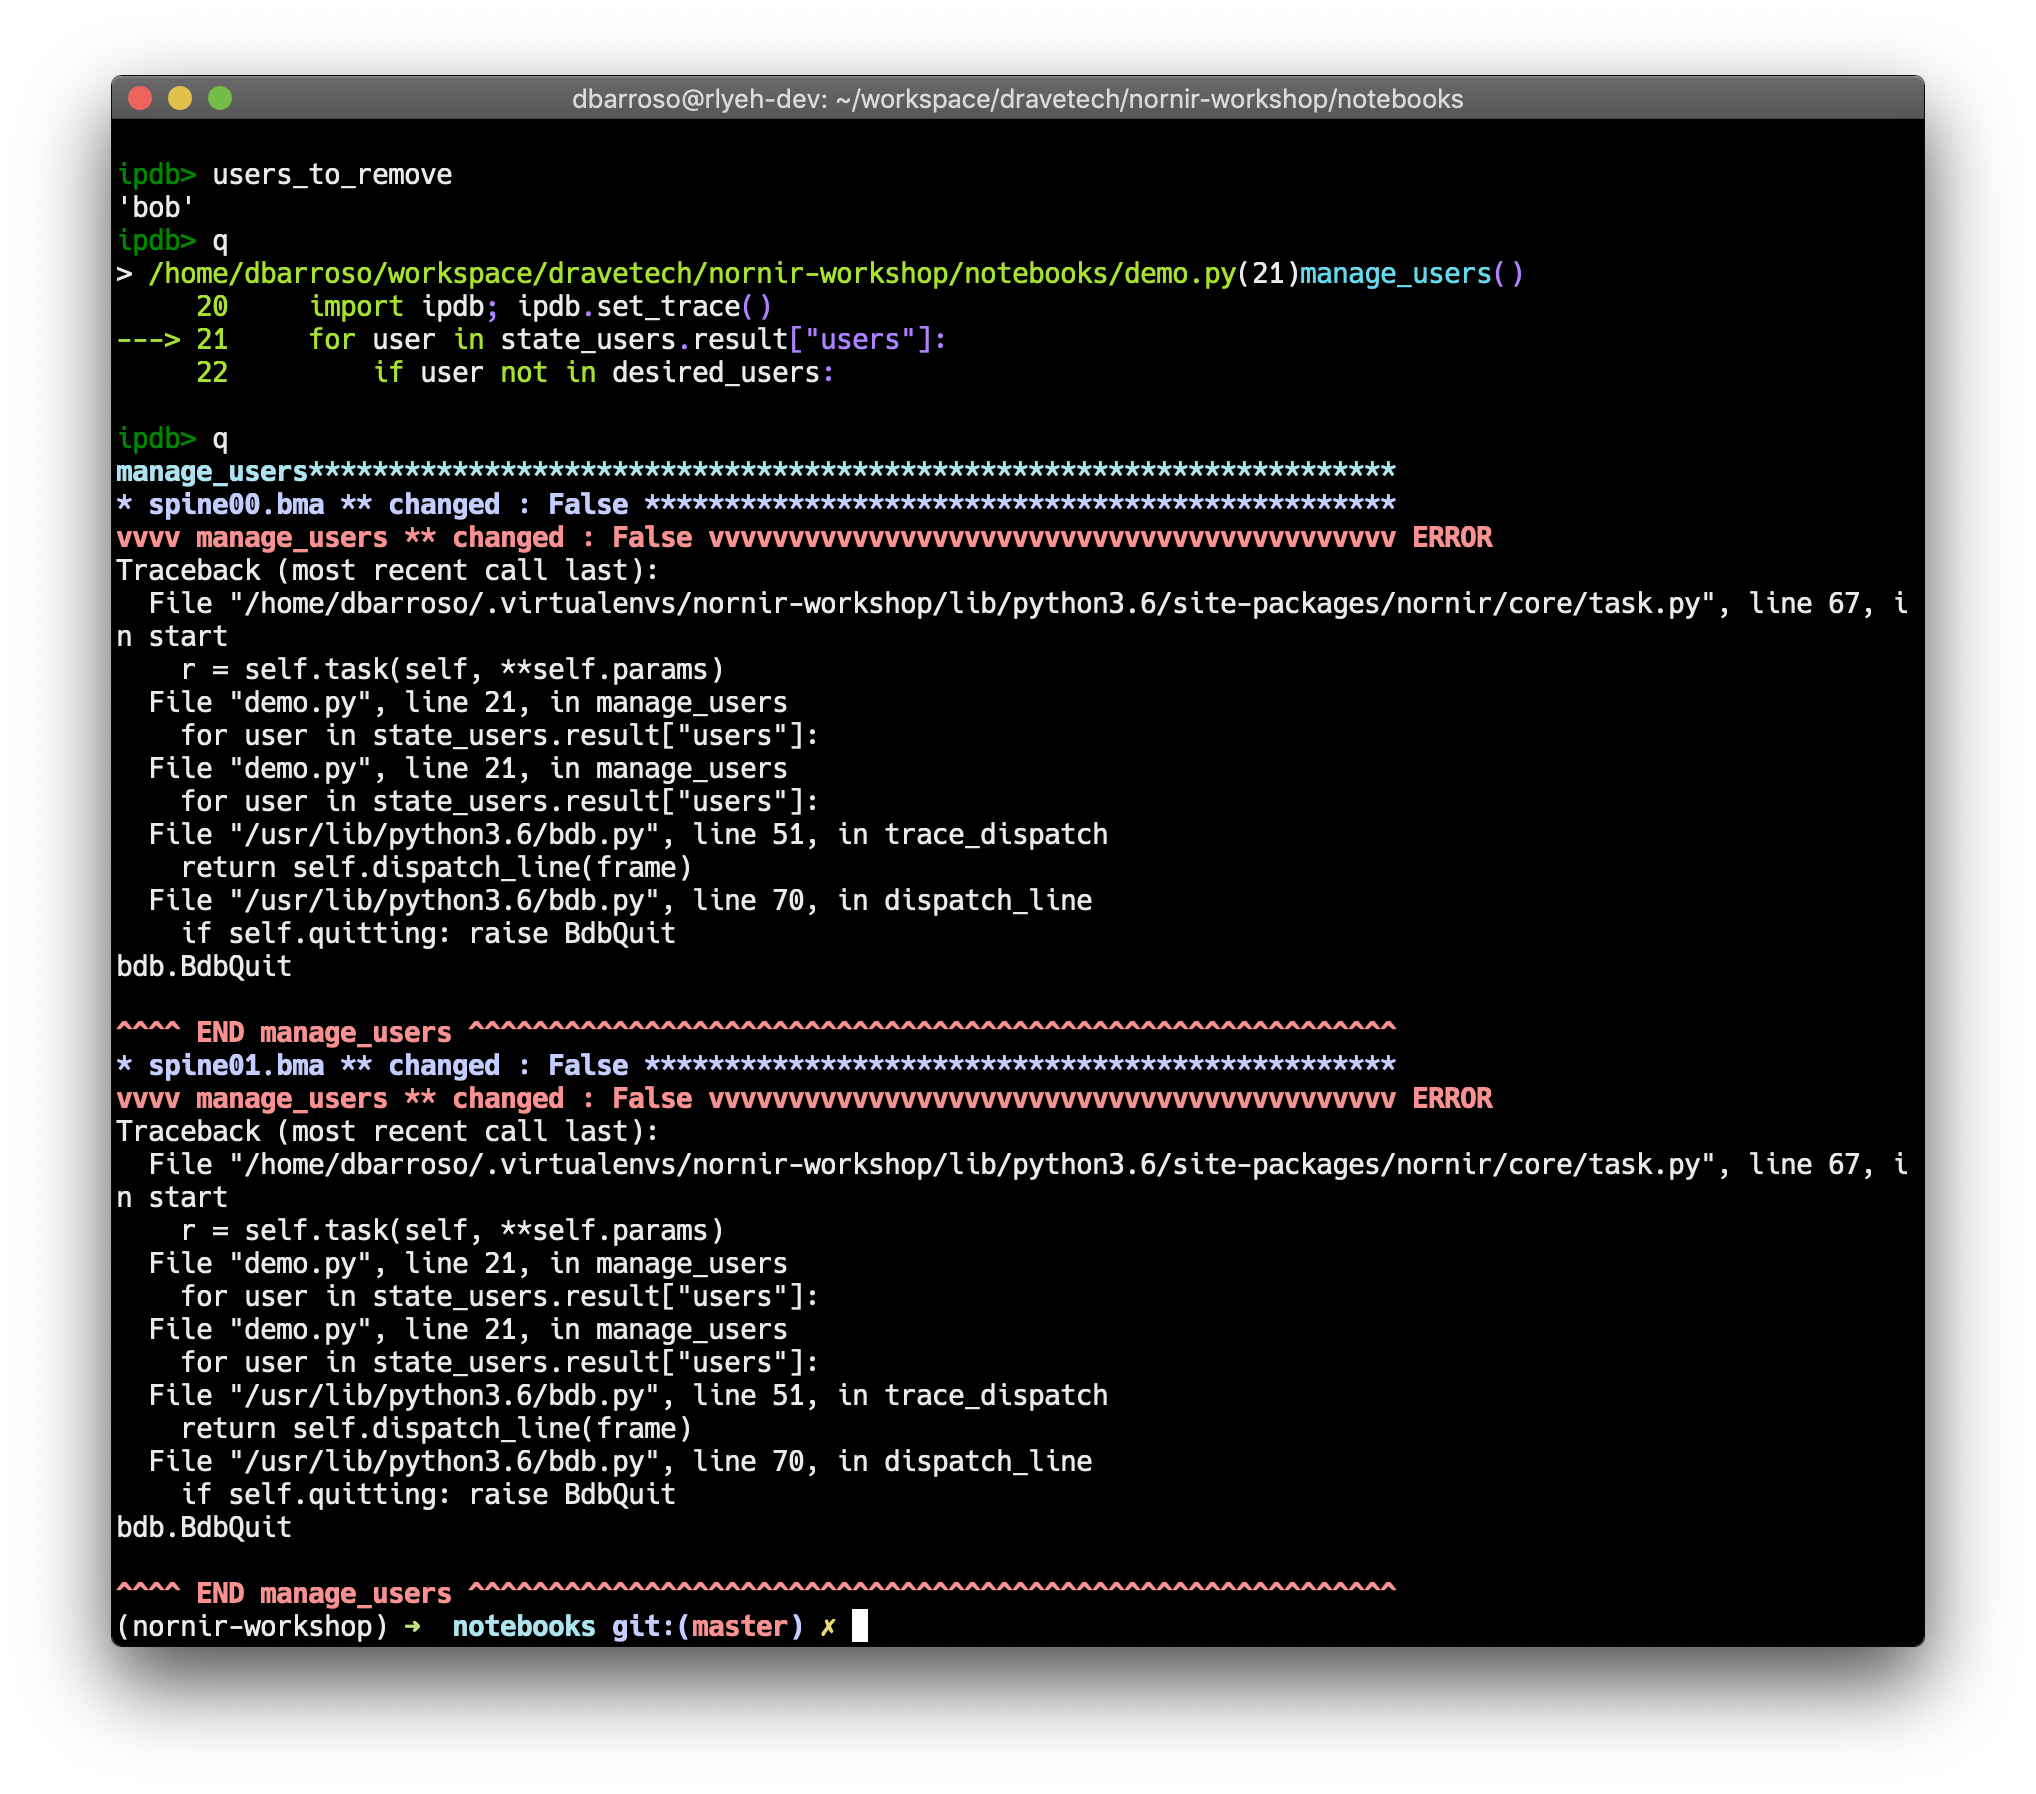 dbarroso@rlyeh-dev: ~/workspace/dravetech/nornir-workshop/notebooks
ipdb> users_to_remove
'bob'
ipdb> q
> /home/dbarroso/workspace/dravetech/nornir-workshop/notebooks/demo.py(21)manage_users()
     20     import ipdb; ipdb.set_trace()
---> 21     for user in state_users.result["users"]:
     22         if user not in desired_users:
ipdb> q
manage_users********************************************************************
* spine00.bma ** changed : False ***********************************************
vvvv manage_users ** changed : False vvvvvvvvvvvvvvvvvvvvvvvvvvvvvvvvvvvvvvvvvvv ERROR
Traceback (most recent call last):
  File "/home/dbarroso/.virtualenvs/nornir-workshop/lib/python3.6/site-packages/nornir/core/task.py", line 67, i
n start
    r = self.task(self, **self.params)
  File "demo.py", line 21, in manage_users
    for user in state_users.result["users"]:
  File "demo.py", line 21, in manage_users
    for user in state_users.result["users"]:
  File "/usr/lib/python3.6/bdb.py", line 51, in trace_dispatch
    return self.dispatch_line(frame)
  File "/usr/lib/python3.6/bdb.py", line 70, in dispatch_line
    if self.quitting: raise BdbQuit
bdb.BdbQuit
^^^^ END manage_users ^^^^^^^^^^^^^^^^^^^^^^^^^^^^^^^^^^^^^^^^^^^^^^^^^^^^^^^^^^
* spine01.bma ** changed : False ***********************************************
vvvv manage_users ** changed : False vvvvvvvvvvvvvvvvvvvvvvvvvvvvvvvvvvvvvvvvvvv ERROR
Traceback (most recent call last):
  File "/home/dbarroso/.virtualenvs/nornir-workshop/lib/python3.6/site-packages/nornir/core/task.py", line 67, i
n start
    r = self.task(self, **self.params)
  File "demo.py", line 21, in manage_users
    for user in state_users.result["users"]:
  File "demo.py", line 21, in manage_users
    for user in state_users.result["users"]:
  File "/usr/lib/python3.6/bdb.py", line 51, in trace_dispatch
    return self.dispatch_line(frame)
  File "/usr/lib/python3.6/bdb.py", line 70, in dispatch_line
    if self.quitting: raise BdbQuit
bdb.BdbQuit
^^^^ END manage_users ^^^^^^^^^^^^^^^^^^^^^^^^^^^^^^^^^^^^^^^^^^^^^^^^^^^^^^^^^^
(nornir-workshop) ➜  notebooks git:(master) ✗